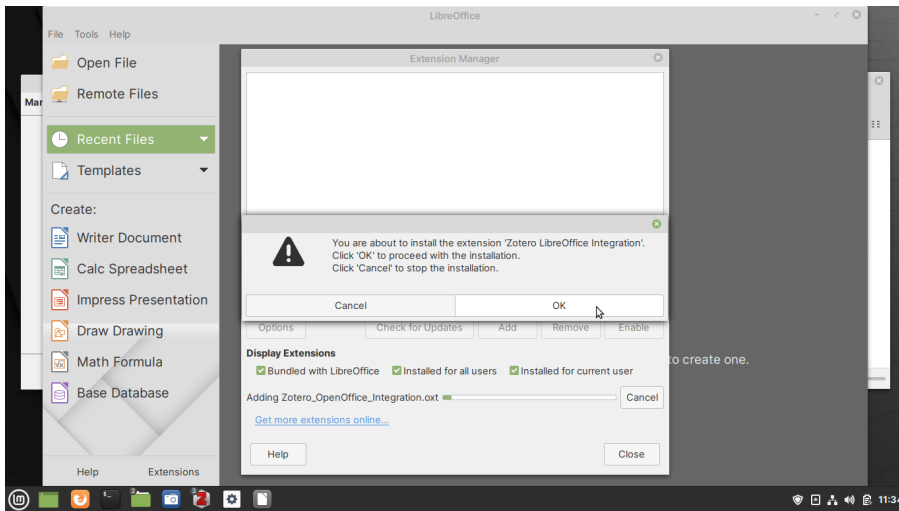 LibreOffice
File Tools Help
Open File
Remote Files
Recent Files
Templates
Create:
Writer Document
Calc Spreadsheet
Impress Presentation
Draw Drawing
Math Formula
Base Database
Help Extensions
Mar
Extension Manager
You are about to install the extension 'Zotero LibreOffice Integration'.
Click 'OK' to proceed with the installation.
Click 'Cancel' to stop the installation.
Cancel OK
Options Check for Updates Add Remove Enable
Display Extensions
Bundled with LibreOffice Installed for all users Installed for current user
Adding Zotero_OpenOffice_Integration.oxt Cancel
Get more extensions online...
Help Close
to create one.
2 3 11:34